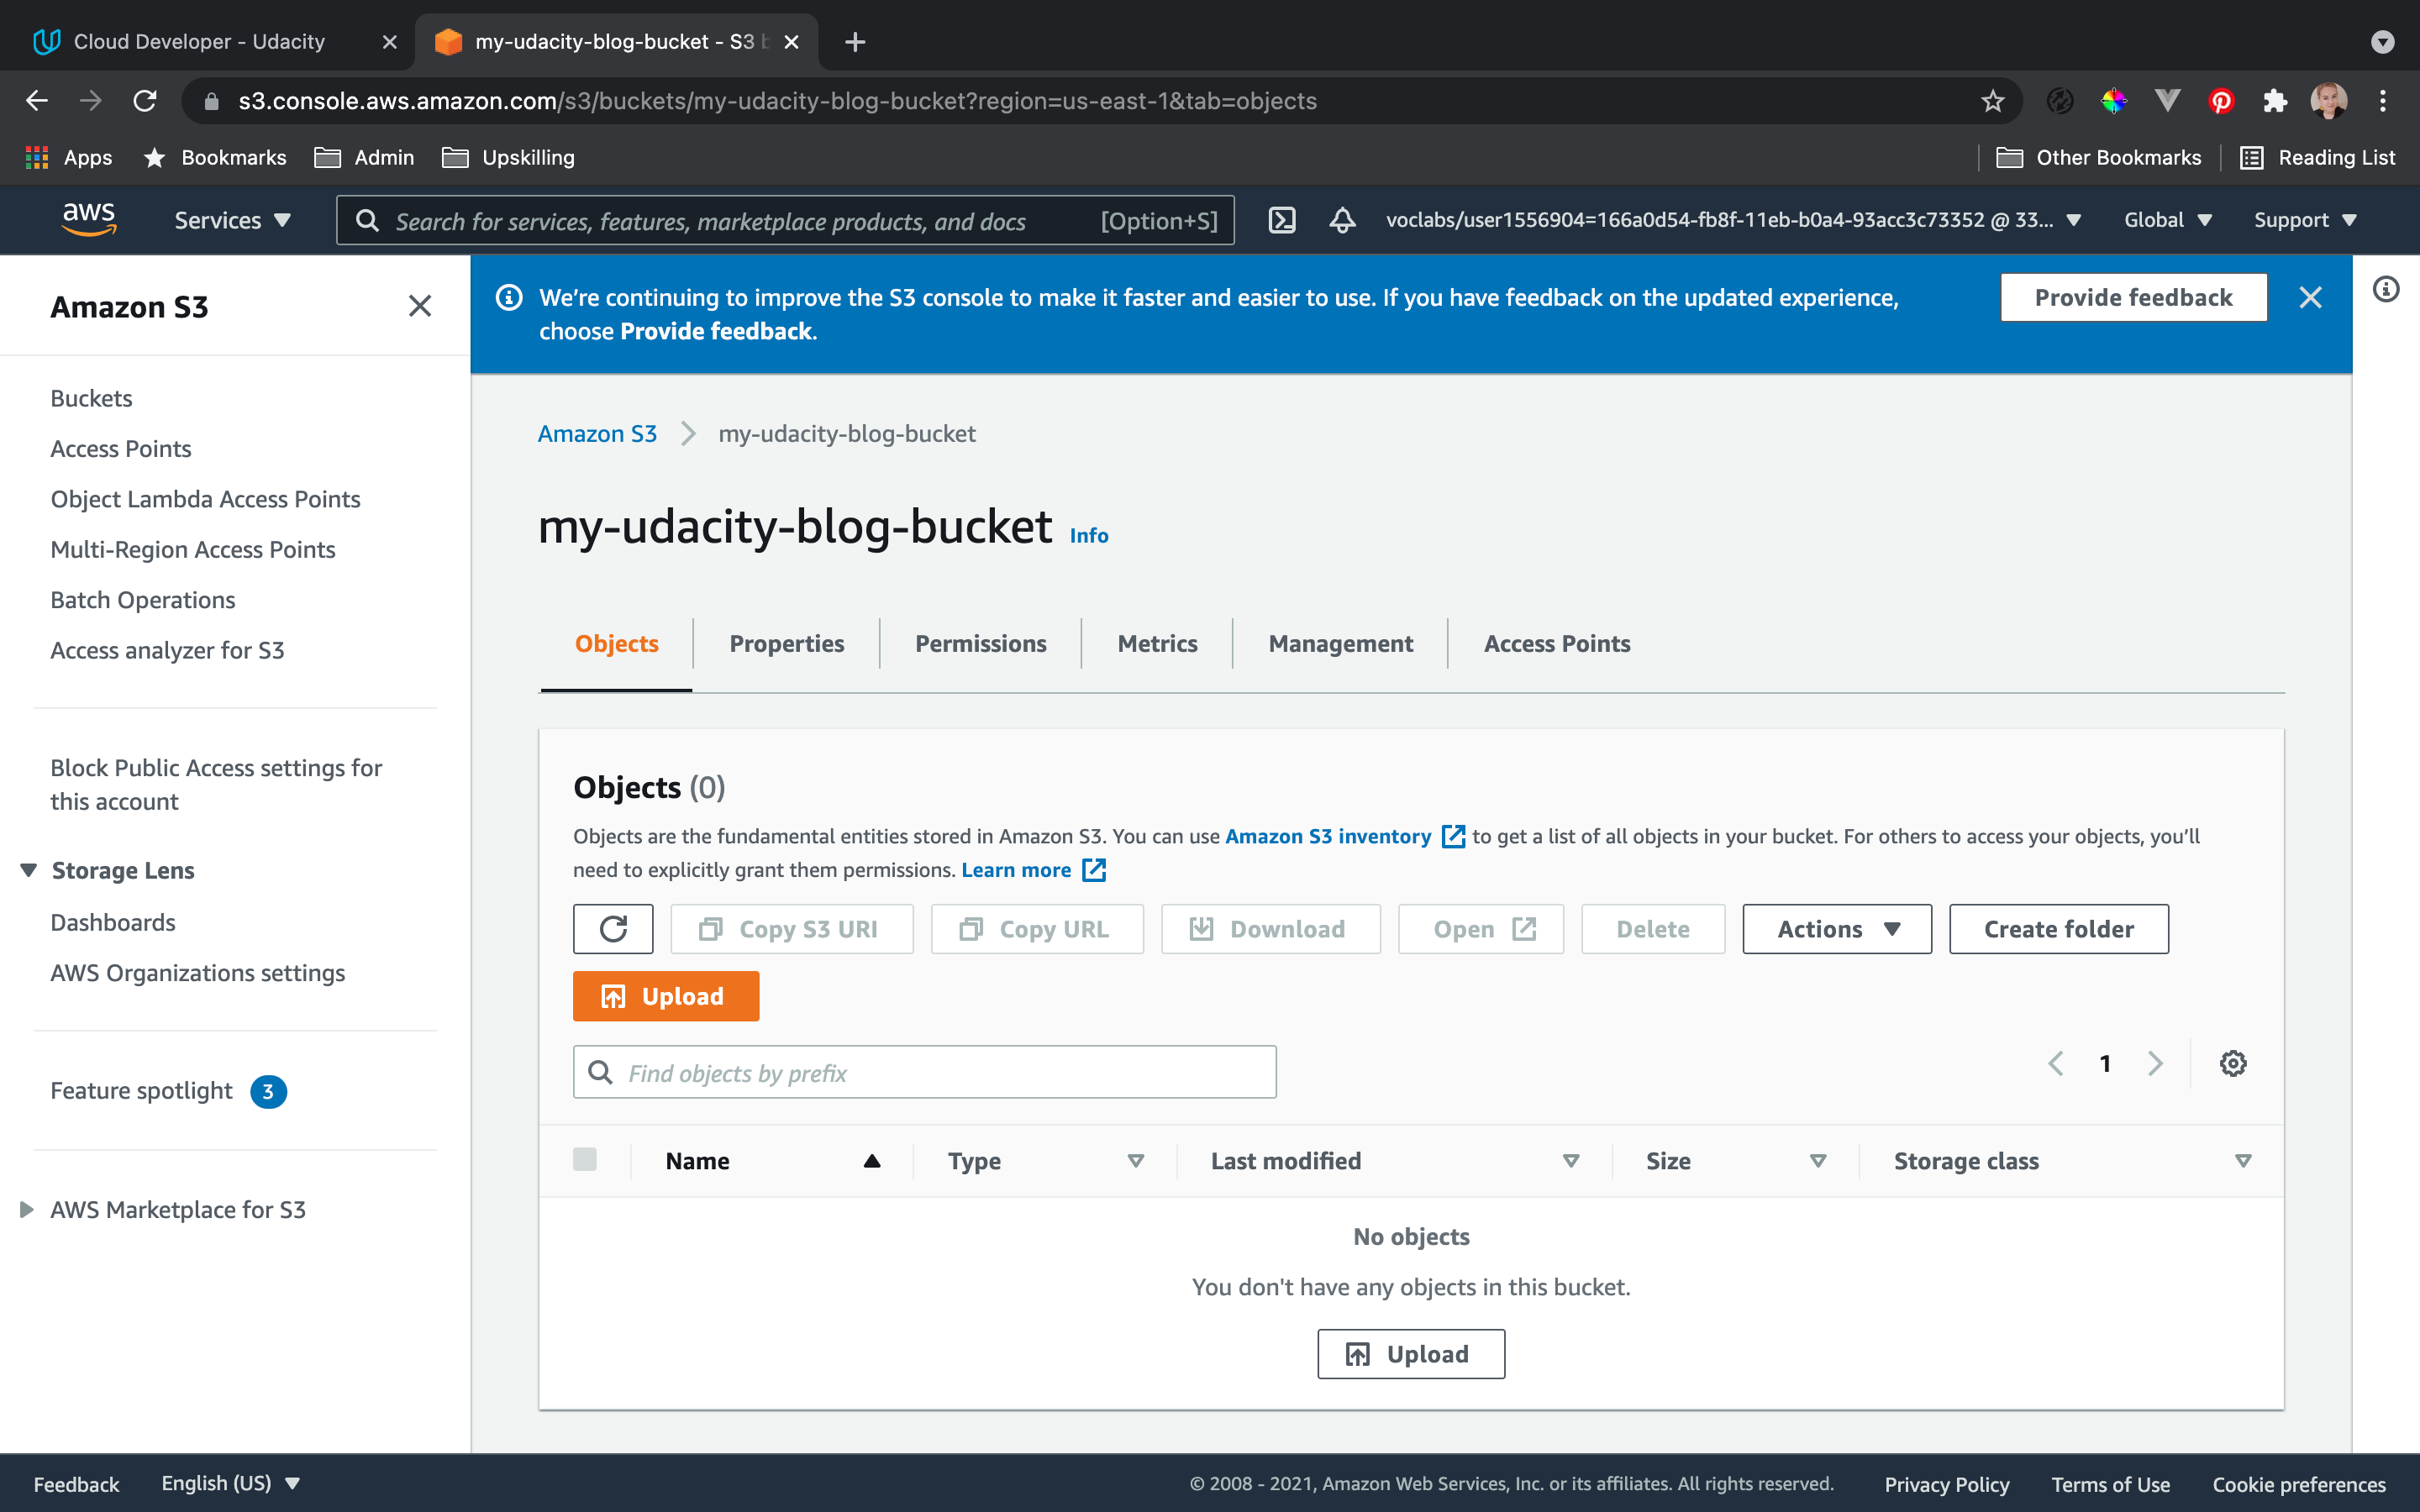 Cloud Developer - Udacity
my-udacity-blog-bucket - S3 b
s3.console.aws.amazon.com/s3/buckets/my-udacity-blog-bucket?region=us-east-1&tab=objects
Apps
Bookmarks
Admin
Upskilling
Other Bookmarks
Reading List
aws
Services
Search for services, features, marketplace products, and docs
[Option+S]
voclabs/user1556904=166a0d54-fb8f-11eb-b0a4-93acc3c73352 @ 33...
Global
Support
Amazon S3
Buckets
Access Points
Object Lambda Access Points
Multi-Region Access Points
Batch Operations
Access analyzer for S3
Block Public Access settings for
this account
Storage Lens
Dashboards
AWS Organizations settings
Feature spotlight 3
AWS Marketplace for S3
We're continuing to improve the S3 console to make it faster and easier to use. If you have feedback on the updated experience,
choose Provide feedback.
Provide feedback
Amazon S3
my-udacity-blog-bucket
my-udacity-blog-bucket Info
Objects
Properties
Permissions
Metrics
Management
Access Points
Objects (0)
Objects are the fundamental entities stored in Amazon S3. You can use Amazon S3 inventory to get a list of all objects in your bucket. For others to access your objects, you'll
need to explicitly grant them permissions. Learn more
Copy S3 URI
Copy URL
Download
Open
Delete
Actions
Create folder
Upload
Find objects by prefix
1
Name
Type
Last modified
Size
Storage class
No objects
You don't have any objects in this bucket.
Upload
Feedback
English (US)
© 2008 - 2021, Amazon Web Services, Inc. or its affiliates. All rights reserved.
Privacy Policy
Terms of Use
Cookie preferences